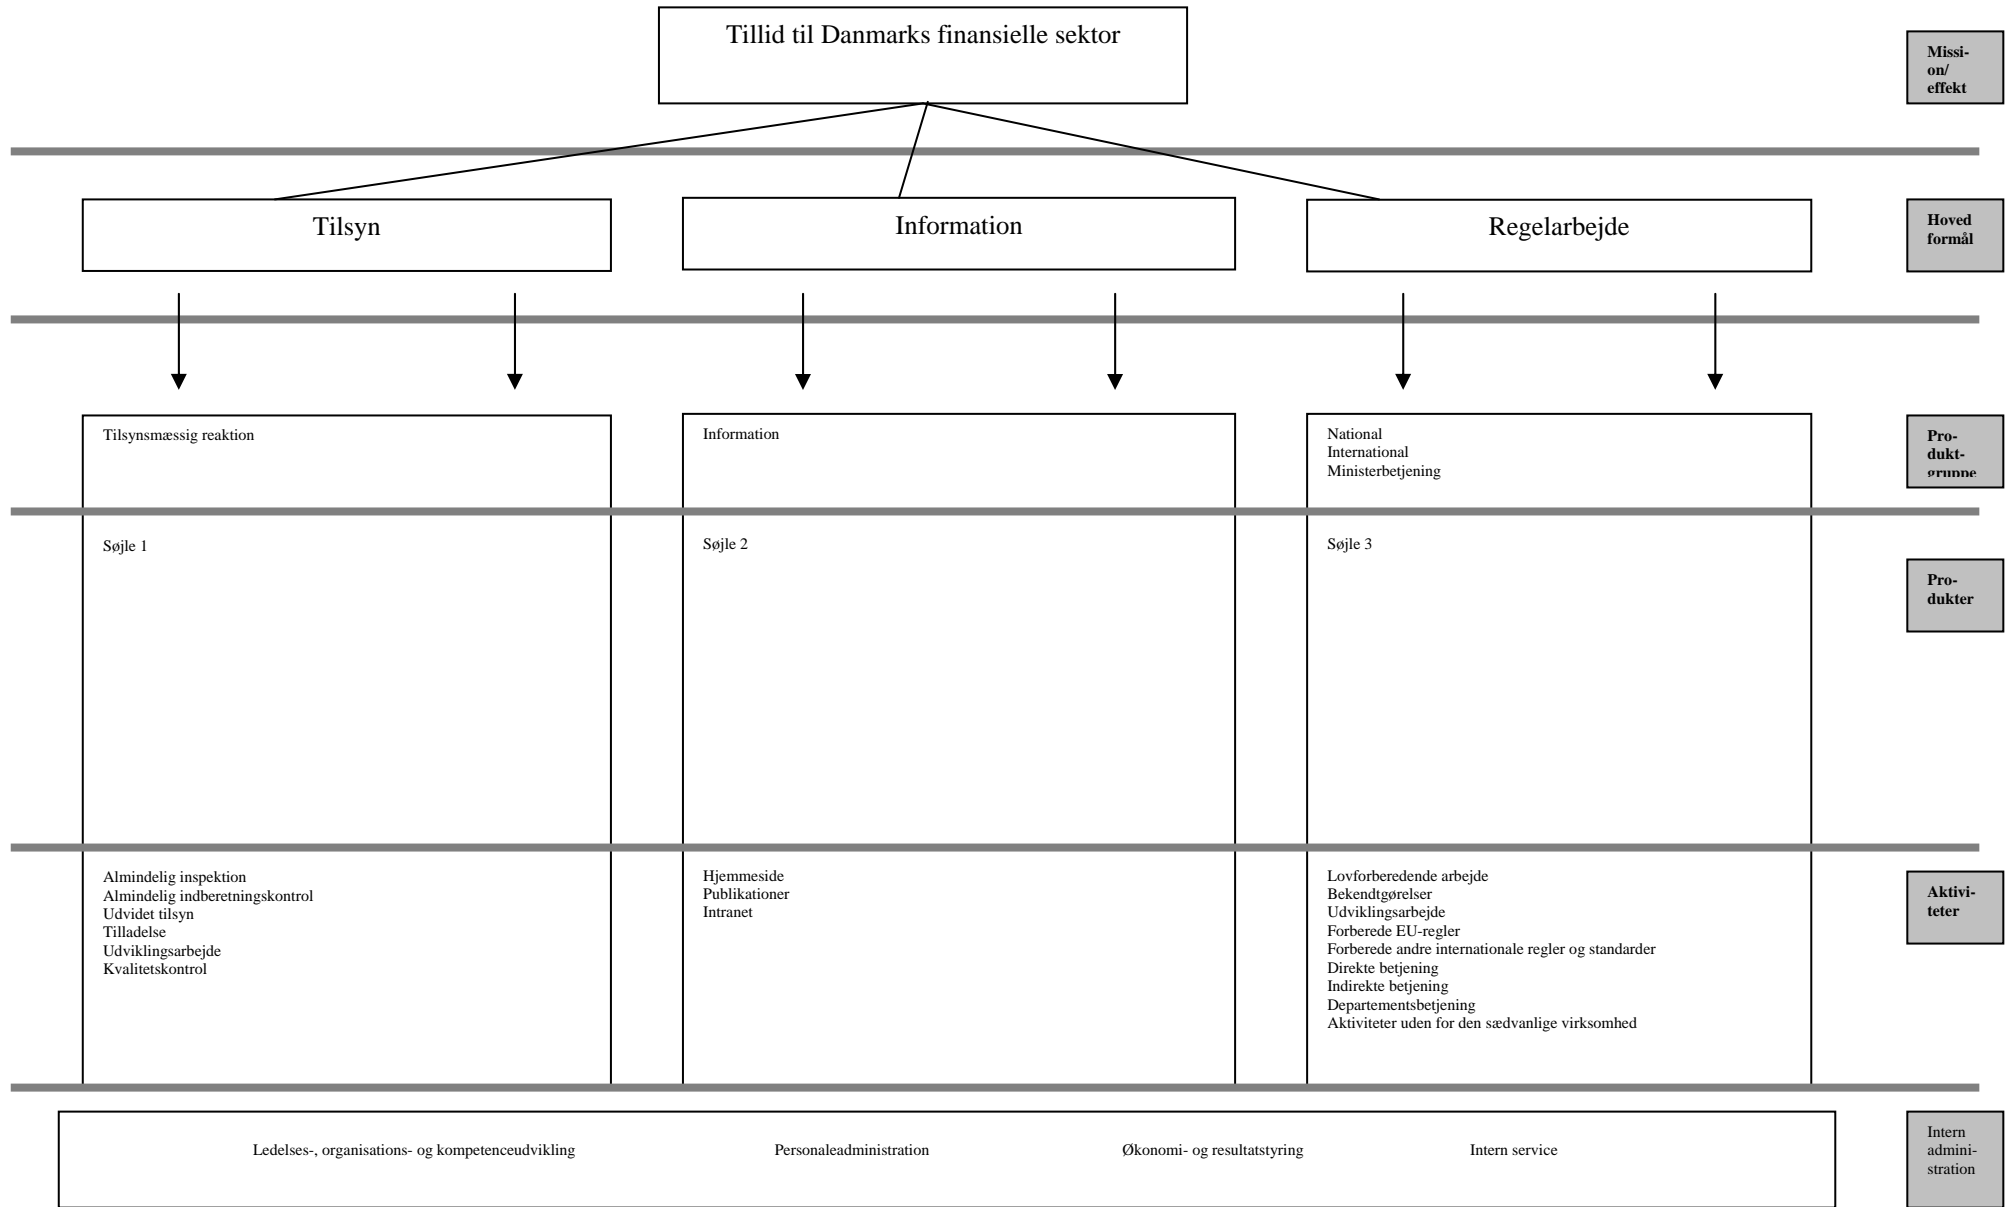 Tillid til Danmarks finansielle sektor
Missi-
on/
effekt
Tilsyn
Information
Regelarbejde
Hoved
formål
Tilsynsmæssig reaktion
Information
National
International
Ministerbetjening
Pro-
dukt-
gruppe
Søjle 1
Søjle 2
Søjle 3
Pro-
dukter
Almindelig inspektion
Almindelig indberetningskontrol
Udvidet tilsyn
Tilladelse
Udviklingsarbejde
Kvalitetskontrol
Hjemmeside
Publikationer
Intranet
Lovforberedende arbejde
Bekendtgørelser
Udviklingsarbejde
Forberede EU-regler
Forberede andre internationale regler og standarder
Direkte betjening
Indirekte betjening
Departementsbetjening
Aktiviteter uden for den sædvanlige virksomhed
Aktivi-
teter
Ledelses-, organisations- og kompetenceudvikling
Personaleadministration
Økonomi- og resultatstyring
Intern service
Intern
admini-
stration